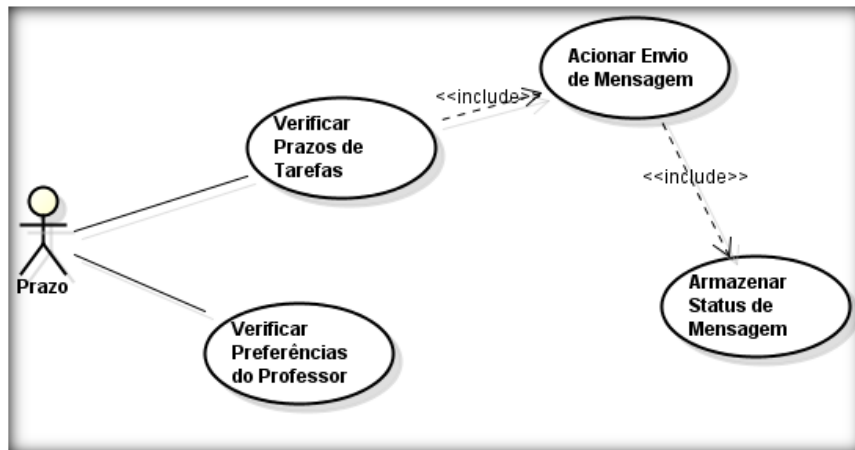 Acionar Envio
de Mensagem
<<include>>
Verificar
Prazos de
Tarefas
<<include>>
Prazo
Armazenar
Status de
Mensagem
Verificar
Preferências
do Professor